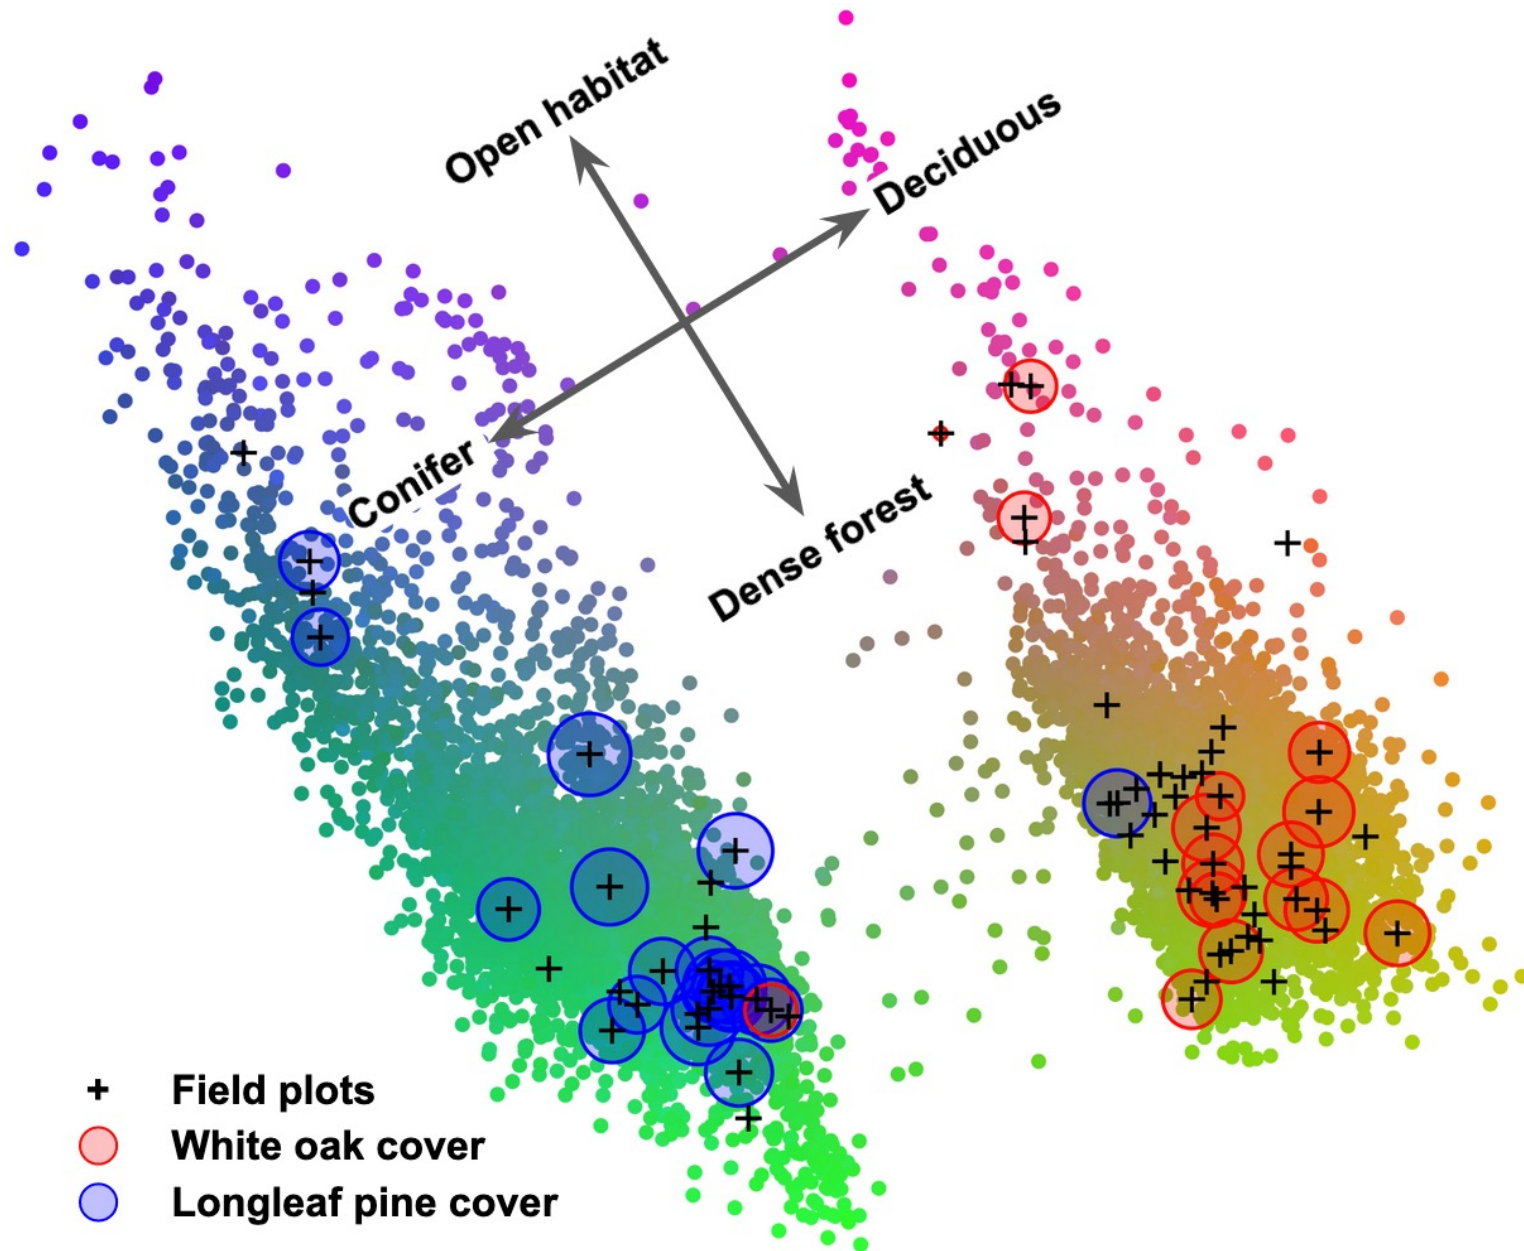 Open habitat
Deciduous
Conifer
Dense forest
Field plots
White oak cover
Longleaf pine cover